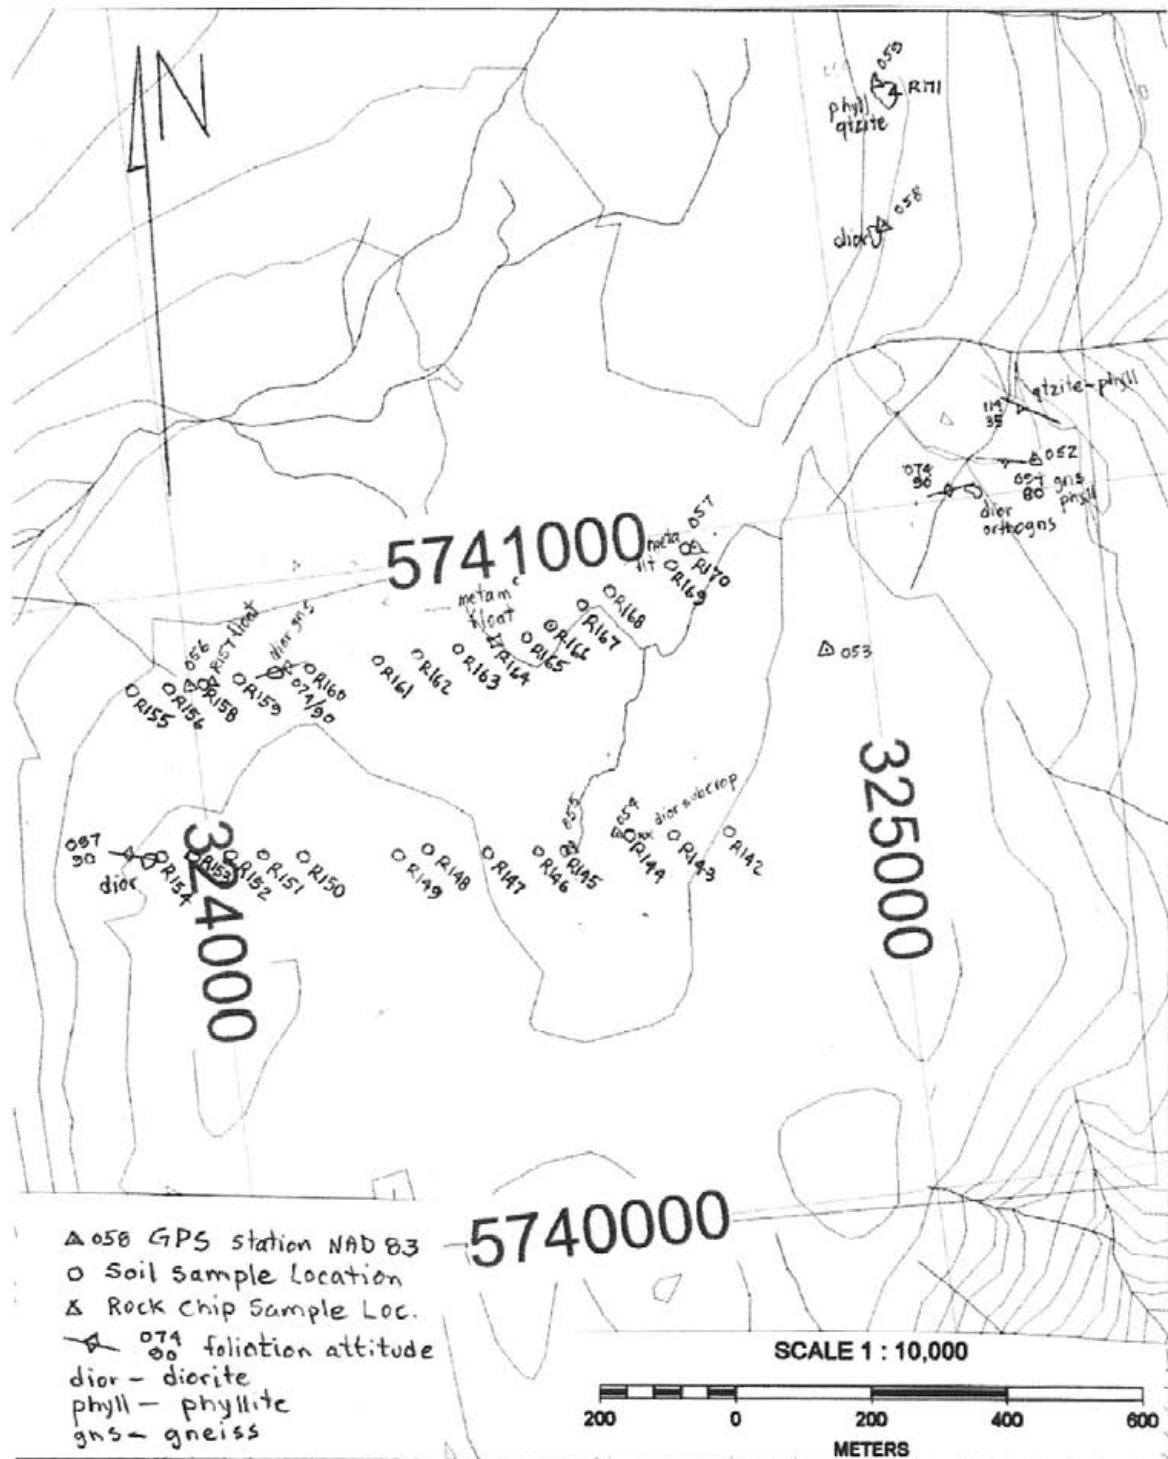 N
059
R171
phyll
qtzite
058
dior
qtzite-phyll
119
35
052
074
90
80
gns
phyll
dior
orthogns
5741000
057
R170
R169
metam
float
R168
R167
R166
R165
R164
R163
R162
R161
dior gns
R160
074/90
R159
R157 float
056
R158
R156
R155
053
325000
dior subcrop
054
055
R142
R143
R144
R145
R146
R147
R148
R149
R150
R151
R152
R153
R154
097
90
dior
324000
5740000
058 GPS station NAD 83
Soil Sample Location
Rock Chip Sample Loc.
074
90 foliation attitude
dior - diorite
phyll - phyllite
gns - gneiss
SCALE 1 : 10,000
200 0 200 400 600
METERS